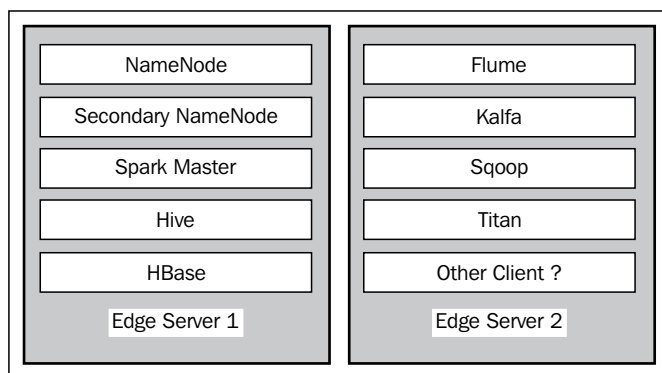 NameNode
Secondary NameNode
Spark Master
Hive
HBase
Edge Server 1
Flume
Kalfa
Sqoop
Titan
Other Client ?
Edge Server 2